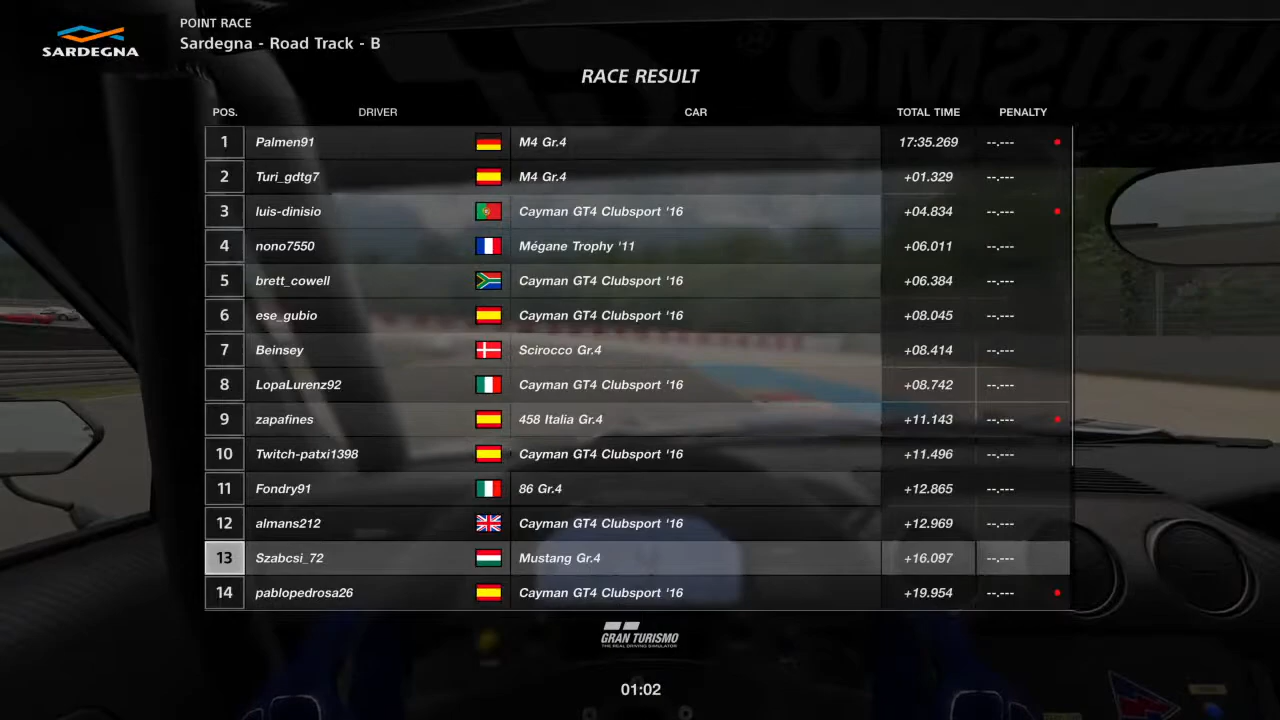 SARDEGNA
POINT RACE
Sardegna - Road Track - B
RACE RESULT
POS. DRIVER CAR TOTAL TIME PENALTY
1 Palmen91 M4 Gr.4 17:35.269 --.---
2 Turi_gdtg7 M4 Gr.4 +01.329 --.---
3 luis-dinisio Cayman GT4 Clubsport '16 +04.834 --.---
4 nono7550 Mégane Trophy '11 +06.011 --.---
5 brett_cowell Cayman GT4 Clubsport '16 +06.384 --.---
6 ese_gubio Cayman GT4 Clubsport '16 +08.045 --.---
7 Beinsey Scirocco Gr.4 +08.414 --.---
8 LopaLurenz92 Cayman GT4 Clubsport '16 +08.742 --.---
9 zapafines 458 Italia Gr.4 +11.143 --.---
10 Twitch-patxi1398 Cayman GT4 Clubsport '16 +11.496 --.---
11 Fondry91 86 Gr.4 +12.865 --.---
12 almans212 Cayman GT4 Clubsport '16 +12.969 --.---
13 Szabcsi_72 Mustang Gr.4 +16.097 --.---
14 pablopedrosa26 Cayman GT4 Clubsport '16 +19.954 --.---
GRAN TURISMO
THE REAL DRIVING SIMULATOR
01:02